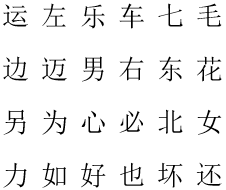 运 左 乐 车 七 毛
边 迈 男 右 东 花
另 为 心 必 北 女
力 如 好 也 坏 还